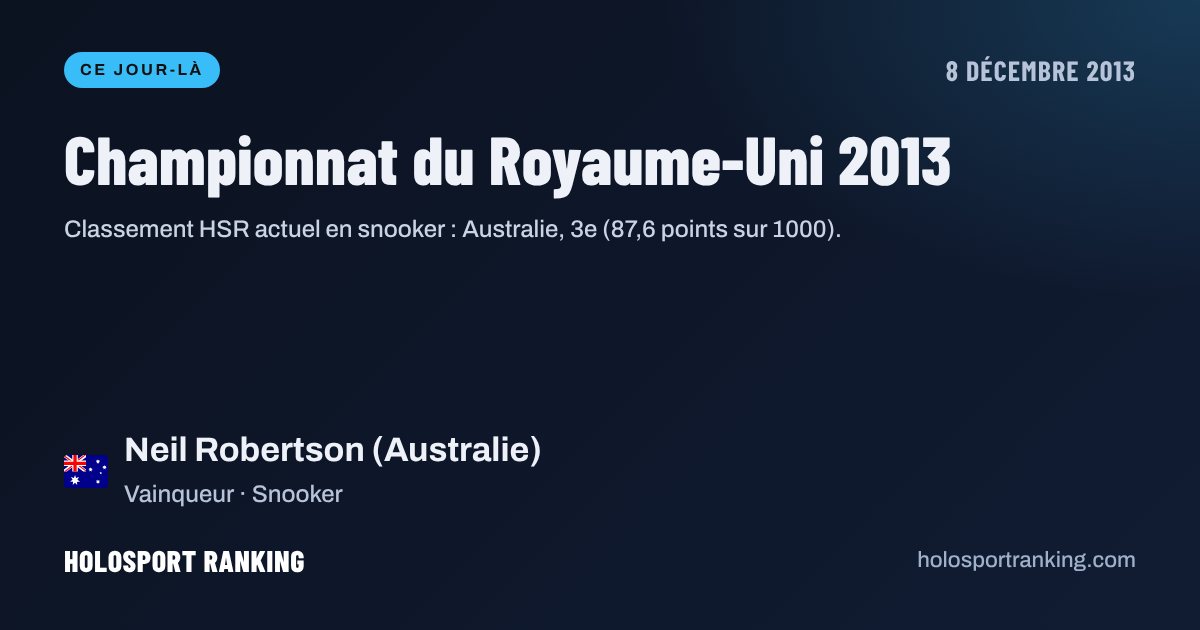 CE JOUR-LÀ
8 DÉCEMBRE 2013
Championnat du Royaume-Uni 2013
Classement HSR actuel en snooker : Australie, 3e (87,6 points sur 1000).
Neil Robertson (Australie)
Vainqueur · Snooker
HOLOSPORT RANKING
holosportranking.com